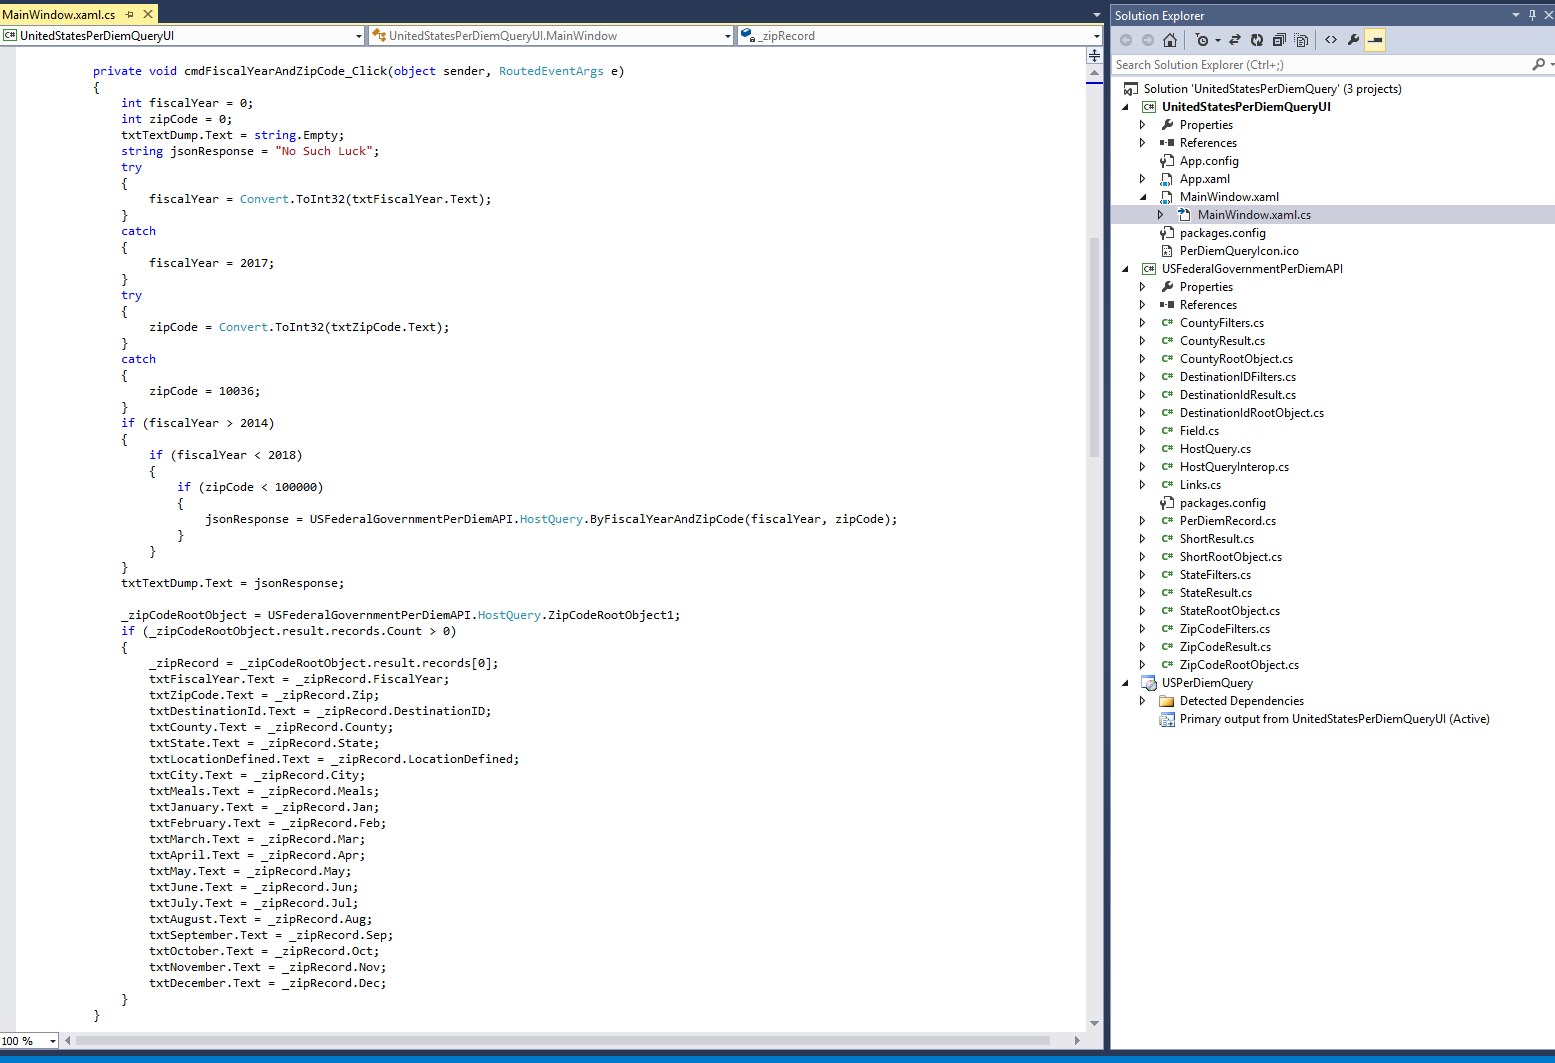 MainWindow.xaml.cs
UnitedStatesPerDiemQueryUI
UnitedStatesPerDiemQueryUI.MainWindow
_zipRecord
private void cmdFiscalYearAndZipCode_Click(object sender, RoutedEventArgs e)
{
int fiscalYear = 0;
int zipCode = 0;
txtTextDump.Text = string.Empty;
string jsonResponse = "No Such Luck";
try
{
fiscalYear = Convert.ToInt32(txtFiscalYear.Text);
}
catch
{
fiscalYear = 2017;
}
try
{
zipCode = Convert.ToInt32(txtZipCode.Text);
}
catch
{
zipCode = 10036;
}
if (fiscalYear > 2014)
{
if (fiscalYear < 2018)
{
if (zipCode < 100000)
{
jsonResponse = USFederalGovernmentPerDiemAPI.HostQuery.ByFiscalYearAndZipCode(fiscalYear, zipCode);
}
}
}
txtTextDump.Text = jsonResponse;
_zipCodeRootObject = USFederalGovernmentPerDiemAPI.HostQuery.ZipCodeRootObject1;
if (_zipCodeRootObject.result.records.Count > 0)
{
_zipRecord = _zipCodeRootObject.result.records[0];
txtFiscalYear.Text = _zipRecord.FiscalYear;
txtZipCode.Text = _zipRecord.Zip;
txtDestinationId.Text = _zipRecord.DestinationID;
txtCounty.Text = _zipRecord.County;
txtState.Text = _zipRecord.State;
txtLocationDefined.Text = _zipRecord.LocationDefined;
txtCity.Text = _zipRecord.City;
txtMeals.Text = _zipRecord.Meals;
txtJanuary.Text = _zipRecord.Jan;
txtFebruary.Text = _zipRecord.Feb;
txtMarch.Text = _zipRecord.Mar;
txtApril.Text = _zipRecord.Apr;
txtMay.Text = _zipRecord.May;
txtJune.Text = _zipRecord.Jun;
txtJuly.Text = _zipRecord.Jul;
txtAugust.Text = _zipRecord.Aug;
txtSeptember.Text = _zipRecord.Sep;
txtOctober.Text = _zipRecord.Oct;
txtNovember.Text = _zipRecord.Nov;
txtDecember.Text = _zipRecord.Dec;
}
}
100 %
Solution Explorer
Search Solution Explorer (Ctrl+;)
Solution 'UnitedStatesPerDiemQuery' (3 projects)
C# UnitedStatesPerDiemQueryUI
Properties
References
App.config
App.xaml
MainWindow.xaml
MainWindow.xaml.cs
packages.config
PerDiemQueryIcon.ico
C# USFederalGovernmentPerDiemAPI
Properties
References
C# CountyFilters.cs
C# CountyResult.cs
C# CountyRootObject.cs
C# DestinationIDFilters.cs
C# DestinationIdResult.cs
C# DestinationIdRootObject.cs
C# Field.cs
C# HostQuery.cs
C# HostQueryInterop.cs
C# Links.cs
packages.config
C# PerDiemRecord.cs
C# ShortResult.cs
C# ShortRootObject.cs
C# StateFilters.cs
C# StateResult.cs
C# StateRootObject.cs
C# ZipCodeFilters.cs
C# ZipCodeResult.cs
C# ZipCodeRootObject.cs
USPerDiemQuery
Detected Dependencies
Primary output from UnitedStatesPerDiemQueryUI (Active)